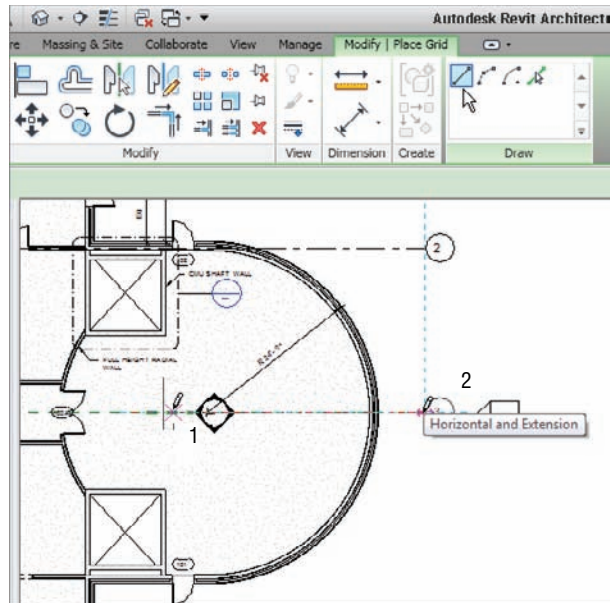 Autodesk Revit Architectu
re Massing & Site Collaborate View Manage Modify | Place Grid
Modify View Dimension Create Draw
2
CMU SHAFT WALL
FULL HEIGHT RADIAL
WALL
2
1
Horizontal and Extension